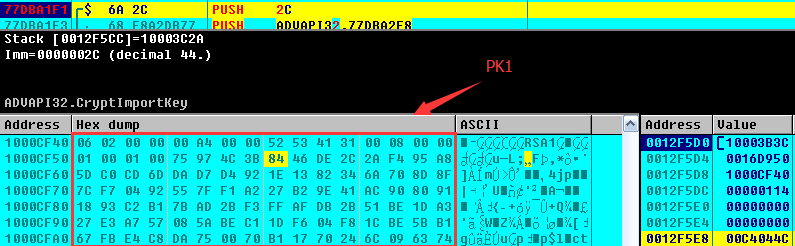 77DBA1F1 $ 6A 2C PUSH 2C
77DBA1F3 . 68 F8A2DB77 PUSH ADVAPI32.77DBA2F8
Stack [0012F5CC]=10003C2A
Imm=0000002C (decimal 44.)
PK1
ADVAPI32.CryptImportKey
Address Hex dump ASCII Address Value
1000CF40 06 02 00 00 00 A4 00 00 52 53 41 31 00 08 00 00 0012F5D0 10003B3C
1000CF50 01 00 01 00 75 97 4C 3B 84 46 DE 2C 2A F4 95 A8 0012F5D4 0016D950
1000CF60 5D C0 CD 6D DA D7 D4 92 1E 13 82 34 6A 70 8D 8F 0012F5D8 1000CF40
1000CF70 7C F7 04 92 55 7F F1 A2 27 B2 9E 41 AC 90 80 91 0012F5DC 00000114
1000CF80 18 93 C2 B7 1A AD 2B F3 FF AF DB 2B 51 BE 1D A3 0012F5E0 00000000
1000CF90 27 E3 A7 57 08 5A BE C1 1D F6 04 F8 1C BE 5B B1 0012F5E4 00000000
1000CFA0 67 FB E4 C8 DA 75 00 70 B1 17 70 24 6C 09 63 74 0012F5E8 00C4044C